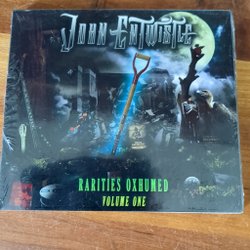 John Entwistle
RARITIES OXHUMED
VOLUME ONE